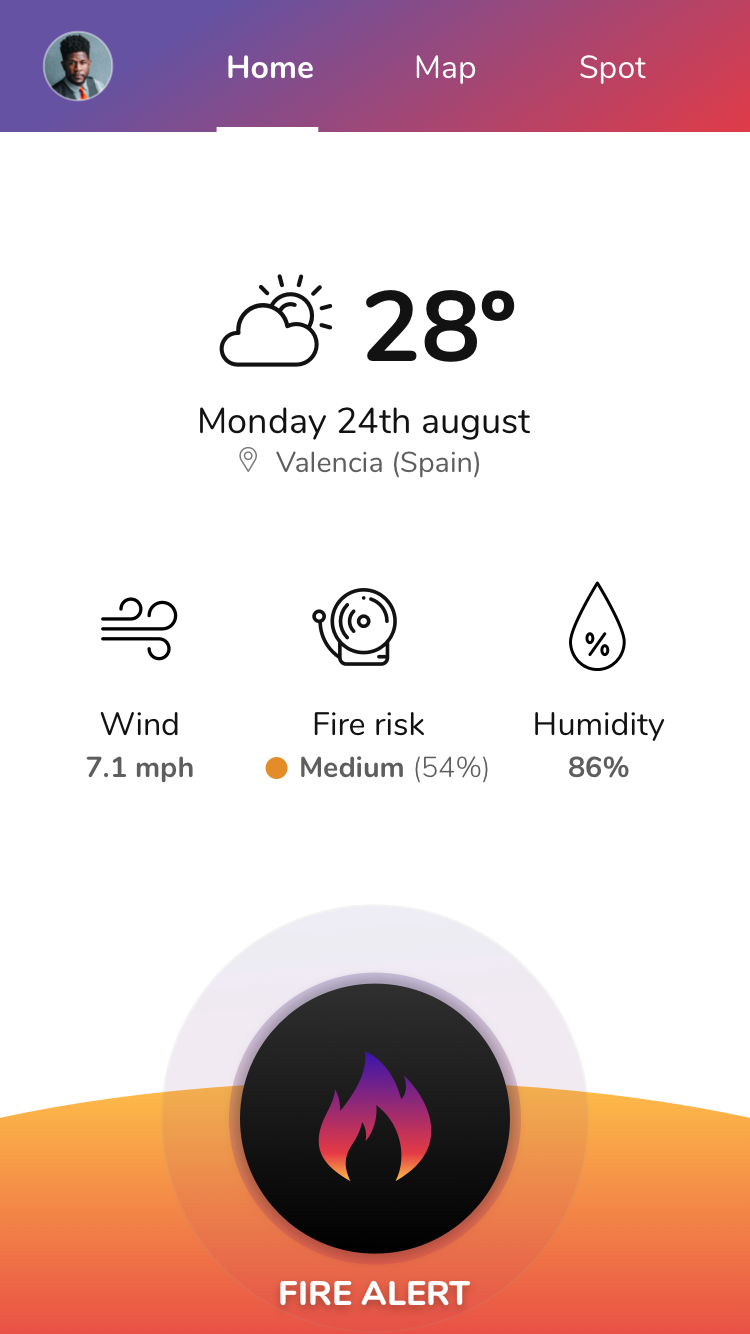 Home Map Spot
28°
Monday 24th august
Valencia (Spain)
Wind Fire risk Humidity
7.1 mph Medium (54%) 86%
%
FIRE ALERT